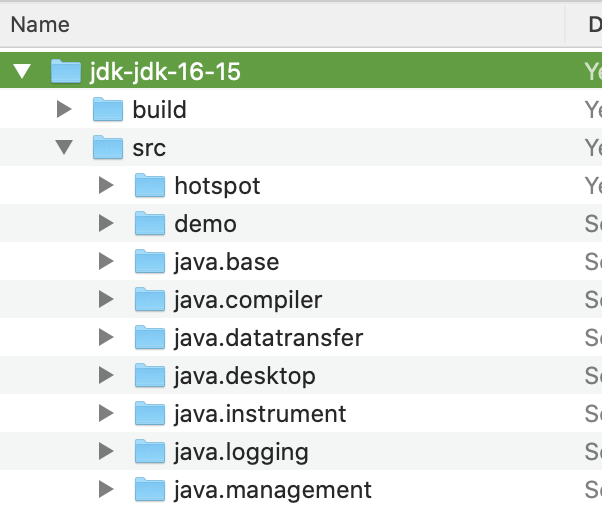 Name D
jdk-jdk-16-15 Ye
build Ye
src Ye
hotspot Ye
demo Se
java.base Se
java.compiler Se
java.datatransfer Se
java.desktop Se
java.instrument Se
java.logging Se
java.management Se